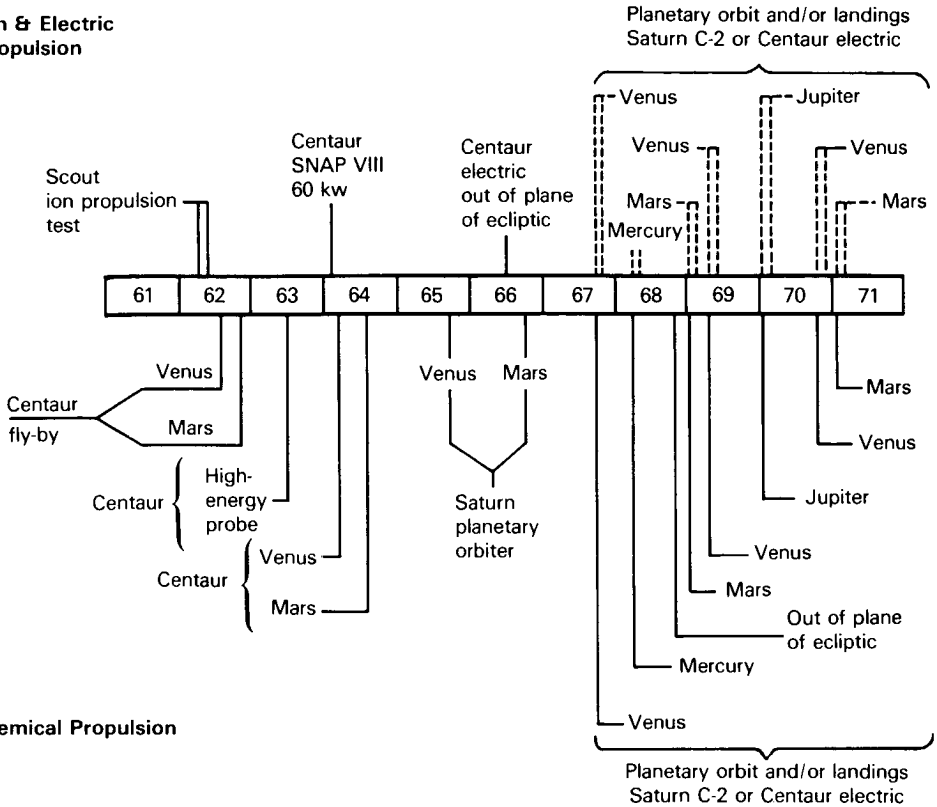 n & Electric
opulsion
Planetary orbit and/or landings
Saturn C-2 or Centaur electric
Venus
Jupiter
Centaur
SNAP VIII
60 kw
Centaur
electric
out of plane
of ecliptic
Venus
Venus
Scout
ion propulsion
test
Mars
Mars
Mercury
61 62 63 64 65 66 67 68 69 70 71
Venus
Centaur
fly-by
Mars
Venus Mars
Mars
Venus
Centaur
High-
energy
probe
Saturn
planetary
orbiter
Jupiter
Centaur
Venus
Mars
Venus
Mars
Out of plane
of ecliptic
Mercury
emical Propulsion
Venus
Planetary orbit and/or landings
Saturn C-2 or Centaur electric